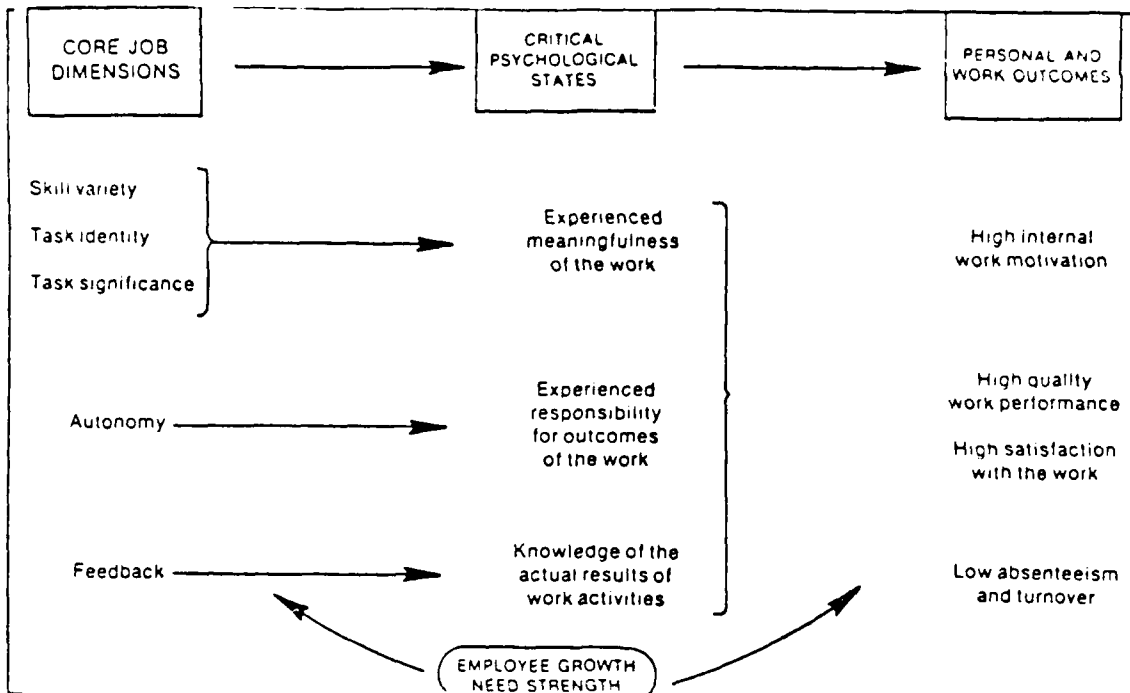 CORE JOB
DIMENSIONS
CRITICAL
PSYCHOLOGICAL
STATES
PERSONAL AND
WORK OUTCOMES
Skill variety
Task identity
Task significance
Experienced
meaningfulness
of the work
High internal
work motivation
Autonomy
Experienced
responsibility
for outcomes
of the work
High quality
work performance
High satisfaction
with the work
Feedback
Knowledge of the
actual results of
work activities
Low absenteeism
and turnover
EMPLOYEE GROWTH
NEED STRENGTH